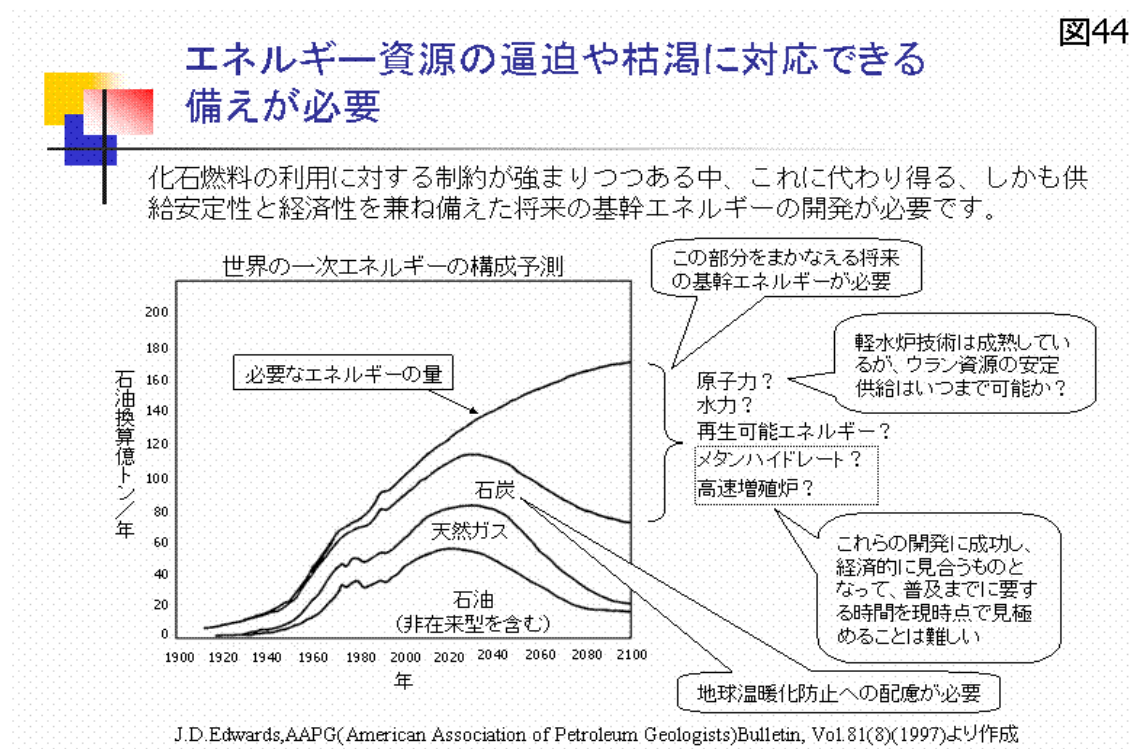 図44
エネルギー資源の逼迫や枯渇に対応できる
備えが必要
化石燃料の利用に対する制約が強まりつつある中、これに代わり得る、しかも供
給安定性と経済性を兼ね備えた将来の基幹エネルギーの開発が必要です。
世界の一次エネルギーの構成予測
この部分をまかなえる将来
の基幹エネルギーが必要
石油換算億トン／年
200
180
160
140
120
100
80
60
40
20
0
必要なエネルギーの量
石炭
天然ガス
石油
(非在来型を含む)
1900 1920 1940 1960 1980 2000 2020 2040 2060 2080 2100
年
原子力？
水力？
再生可能エネルギー？
メタンハイドレート？
高速増殖炉？
軽水炉技術は成熟してい
るが、ウラン資源の安定
供給はいつまで可能か？
これらの開発に成功し、
経済的に見合うものと
なって、普及までに要す
る時間を現時点で見極
めることは難しい
地球温暖化防止への配慮が必要
J.D.Edwards,AAPG(American Association of Petroleum Geologists)Bulletin, Vol.81(8)(1997)より作成